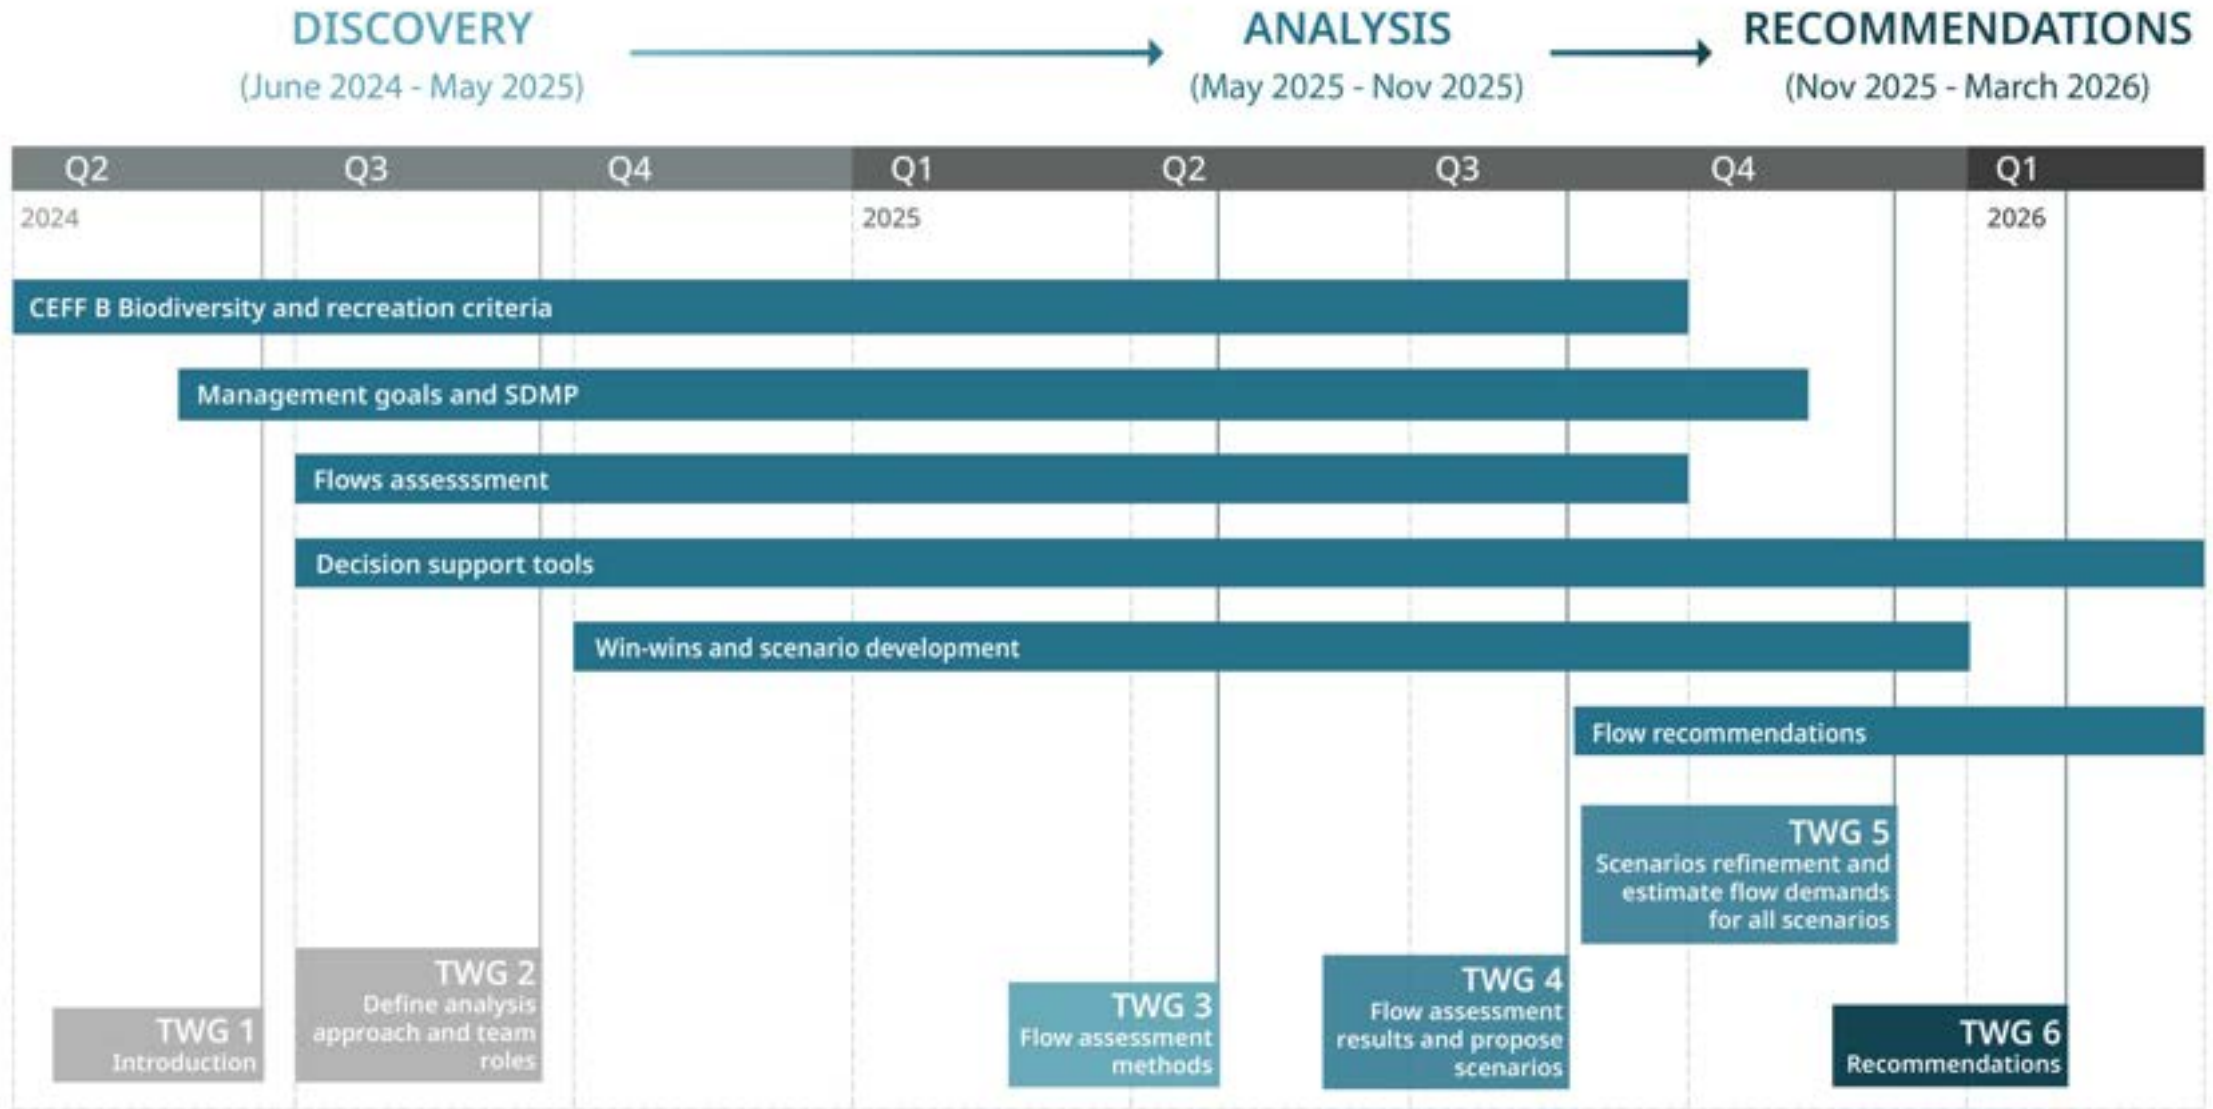 DISCOVERY
(June 2024 - May 2025)
ANALYSIS
(May 2025 - Nov 2025)
RECOMMENDATIONS
(Nov 2025 - March 2026)
Q2
Q3
Q4
Q1
Q2
Q3
Q4
Q1
2024
2025
2026
CEFF B Biodiversity and recreation criteria
Management goals and SDMP
Flows assesssment
Decision support tools
Win-wins and scenario development
Flow recommendations
TWG 1
Introduction
TWG 2
Define analysis
approach and team
roles
TWG 3
Flow assessment
methods
TWG 4
Flow assessment
results and propose
scenarios
TWG 5
Scenarios refinement and
estimate flow demands
for all scenarios
TWG 6
Recommendations